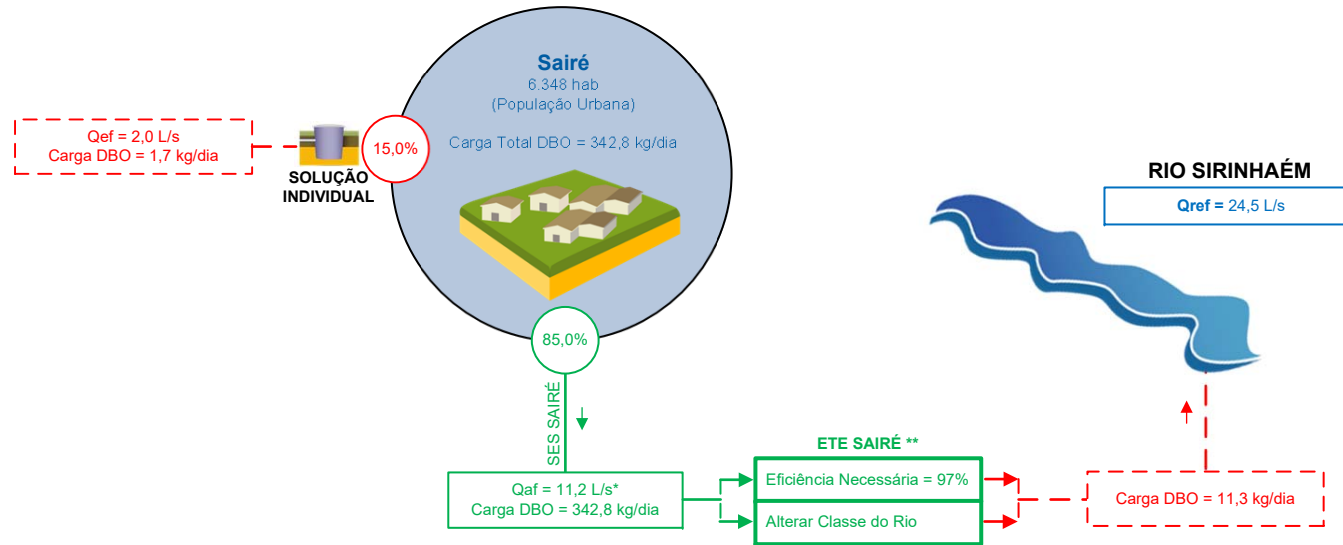 Sairé
6.348 hab
(População Urbana)
Carga Total DBO = 342,8 kg/dia
Qef = 2,0 L/s
Carga DBO = 1,7 kg/dia
SOLUÇÃO
INDIVIDUAL
15,0%
RIO SIRINHAÉM
Qref = 24,5 L/s
85,0%
SES SAIRÉ
Qaf = 11,2 L/s*
Carga DBO = 342,8 kg/dia
ETE SAIRÉ **
Eficiência Necessária = 97%
Alterar Classe do Rio
Carga DBO = 11,3 kg/dia